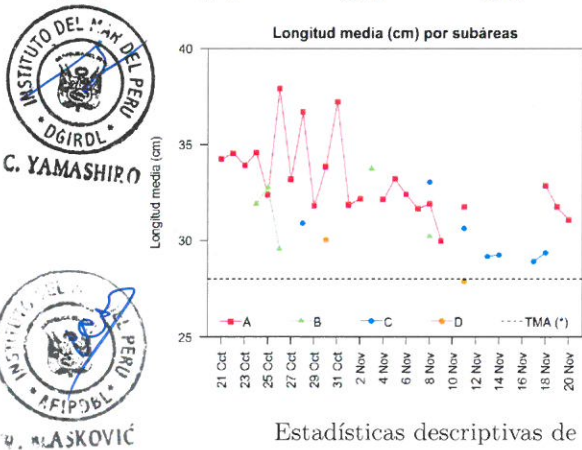 INSTITUTO DEL MAR DEL PERU
DGIRDL
C. YAMASHIRO
Longitud media (cm) por subáreas
Longitud media (cm)
40
35
30
25
A B C D TMA (*)
21 Oct 23 Oct 25 Oct 27 Oct 29 Oct 31 Oct 2 Nov 4 Nov 6 Nov 8 Nov 10 Nov 12 Nov 14 Nov 16 Nov 18 Nov 20 Nov
PERU
Estadísticas descriptivas de